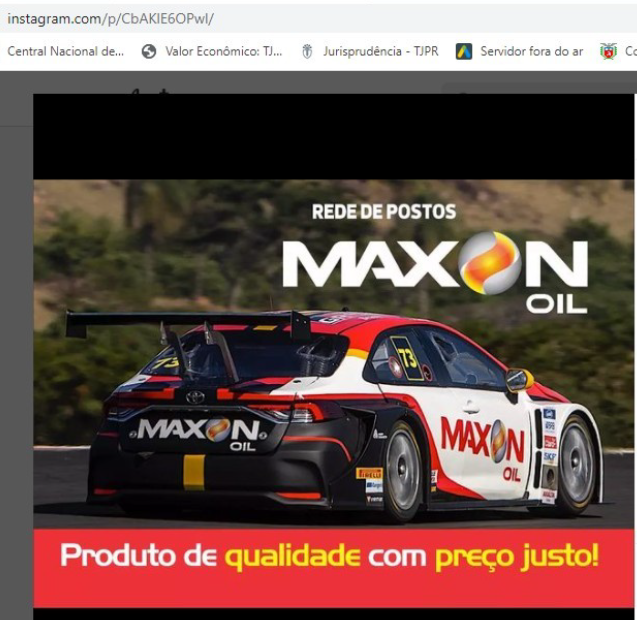 instagram.com/p/CbAKIE6OPwI/
Central Nacional de... Valor Econômico: TJ... Jurisprudência - TJPR Servidor fora do ar
REDE DE POSTOS
MAXON
OIL
73
MAXON
OIL
MAXON
OIL
PIRELLI
Produto de qualidade com preço justo!